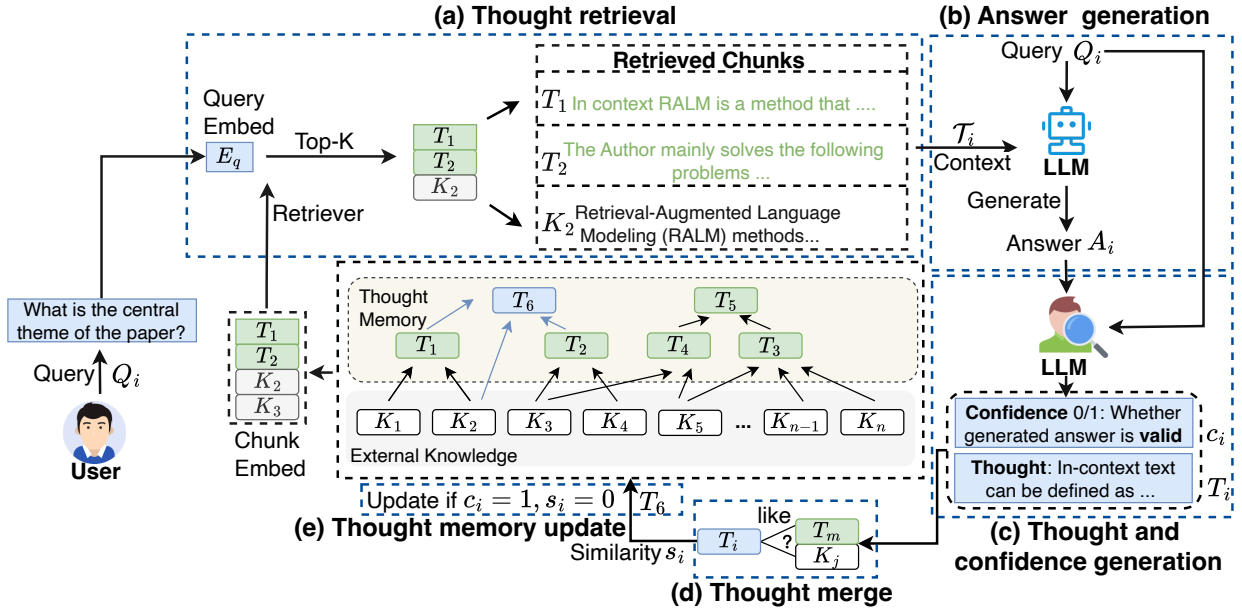 (a) Thought retrieval
Query
Embed
E_q
Top-K
Retriever
T_1
T_2
K_2
Retrieved Chunks
T_1 In context RALM is a method that ....
T_2 The Author mainly solves the following
problems ...
K_2 Retrieval-Augmented Language
Modeling (RALM) methods...
(b) Answer generation
Query Q_i
𝒯_i
Context
LLM
Generate
Answer A_i
LLM
Confidence 0/1: Whether
generated answer is valid
c_i
Thought: In-context text
can be defined as ...
T_i
(c) Thought and
confidence generation
What is the central
theme of the paper?
Query Q_i
User
T_1
T_2
K_2
K_3
Chunk
Embed
Thought
Memory
T_6
T_5
T_1
T_2
T_4
T_3
K_1
K_2
K_3
K_4
K_5
...
K_{n-1}
K_n
External Knowledge
Update if c_i = 1, s_i = 0
T_6
(e) Thought memory update
Similarity s_i
T_i
like
?
T_m
K_j
(d) Thought merge